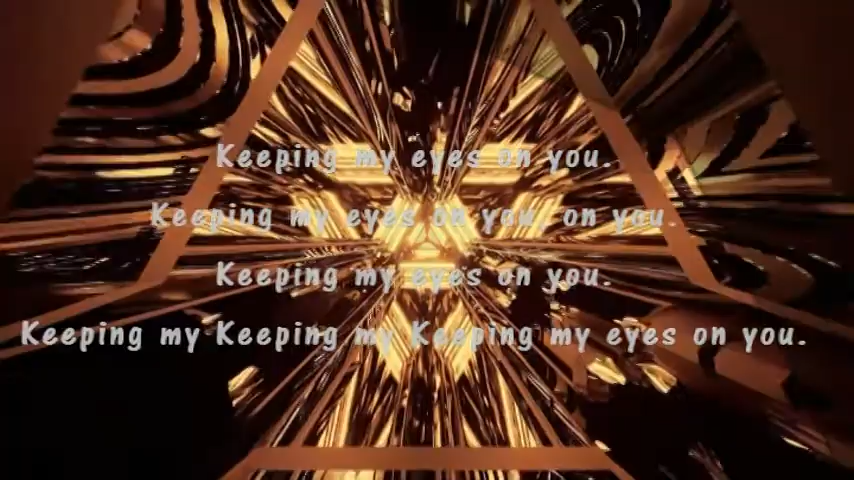 Keeping my eyes on you.
Keeping my eyes on you, on you.
Keeping my eyes on you.
Keeping my Keeping my Keeping my eyes on you.